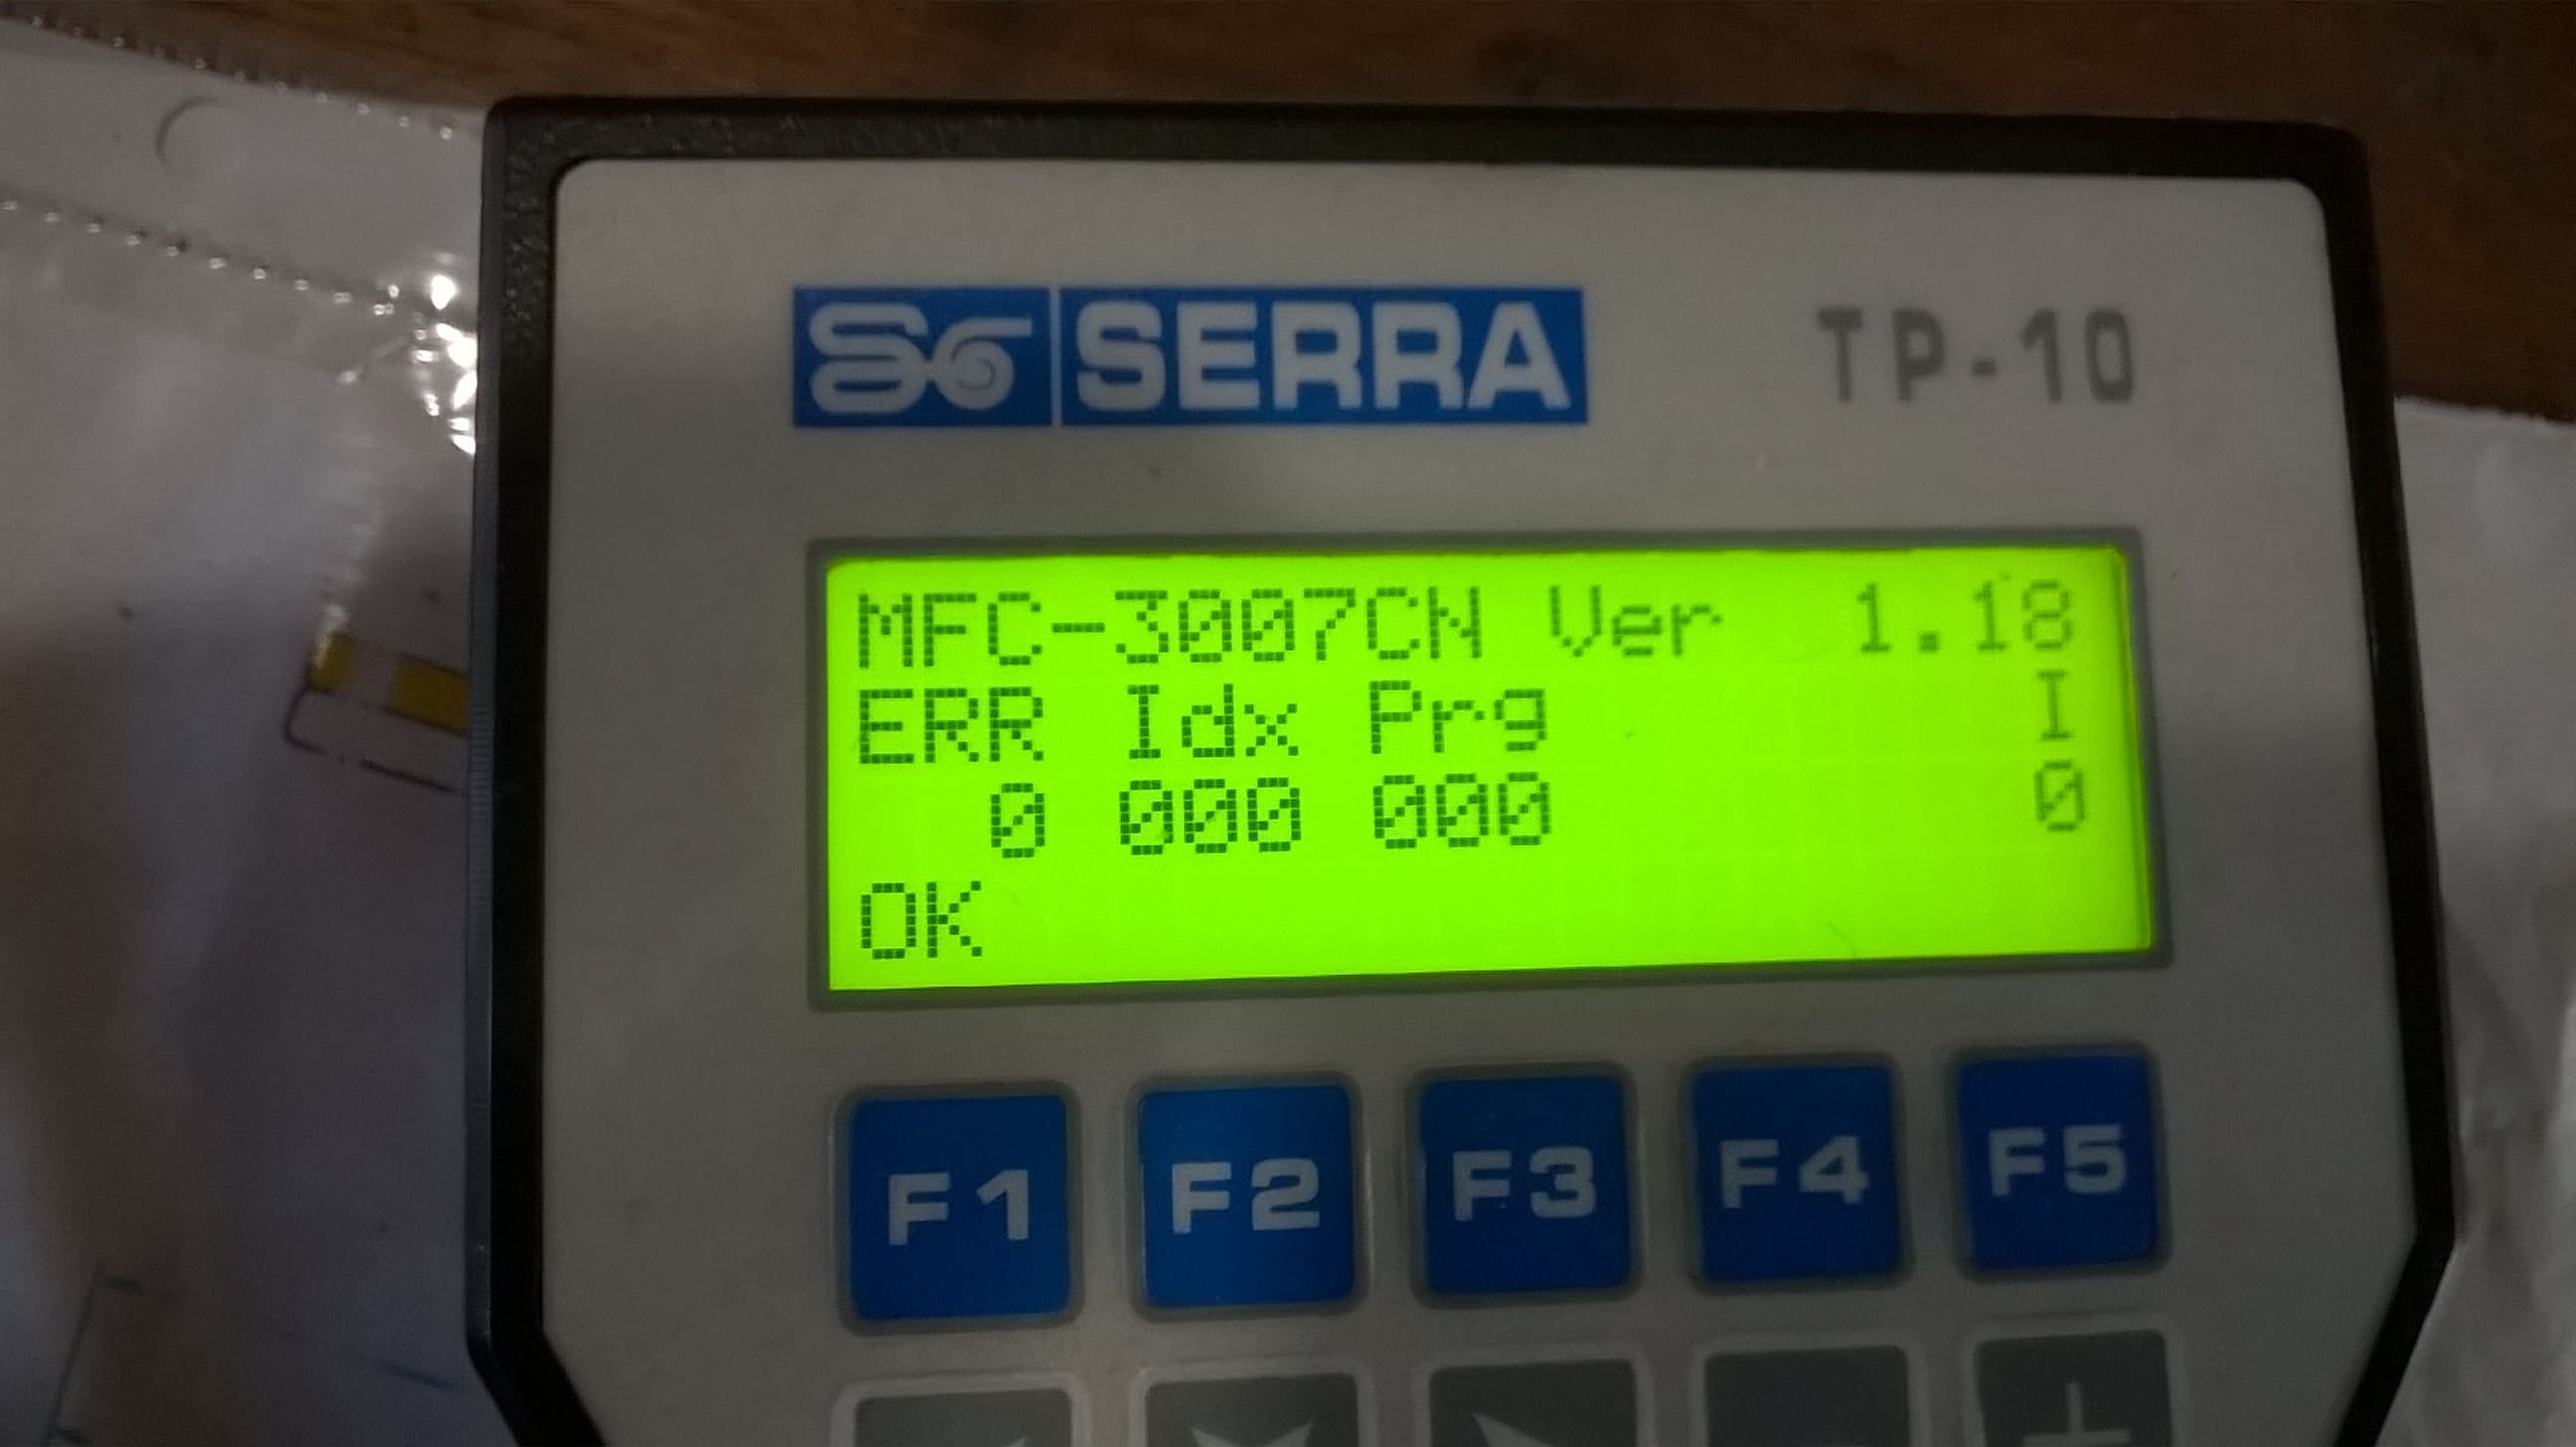 SERRA TP-10
MFC-3007CN Ver 1.18
ERR Idx Prg I
0 000 000 0
OK
F1 F2 F3 F4 F5